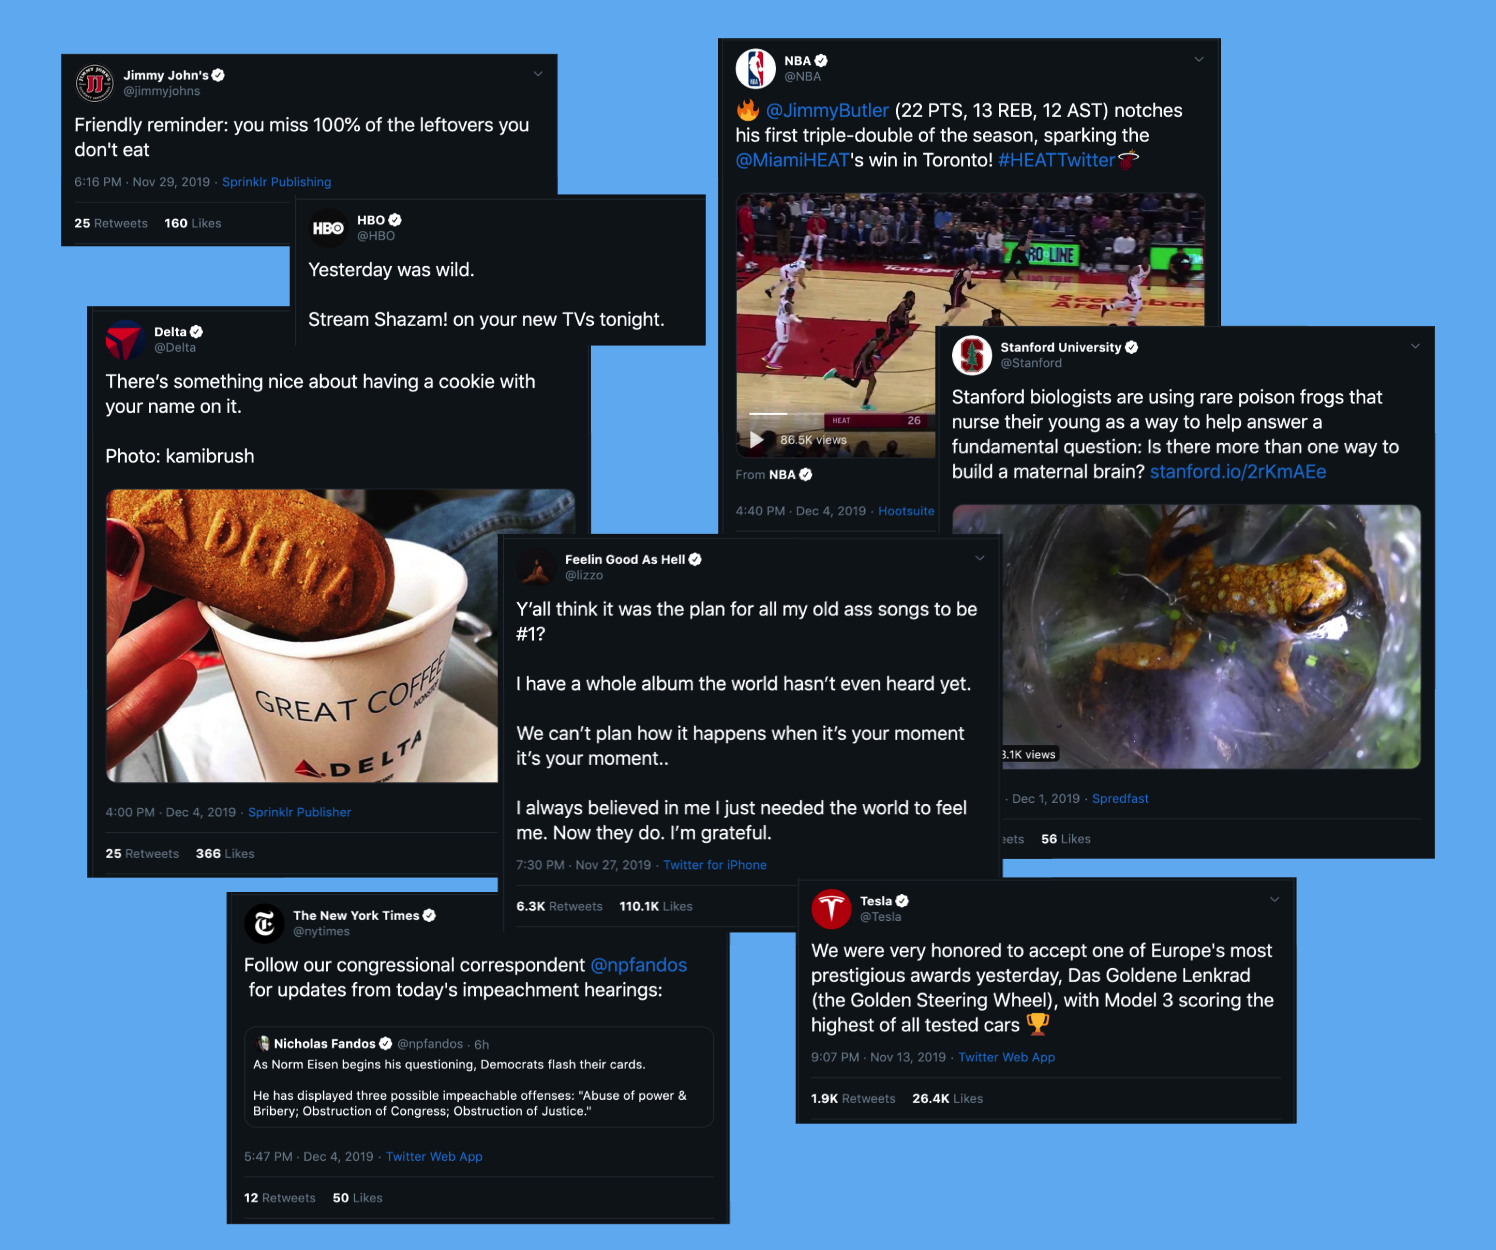 Jimmy John's
@jimmyjohns
Friendly reminder: you miss 100% of the leftovers you
don't eat
6:16 PM · Nov 29, 2019 · Sprinklr Publishing
25 Retweets 160 Likes
HBO
HBO
@HBO
Yesterday was wild.
Stream Shazam! on your new TVs tonight.
NBA
@NBA
🔥 @JimmyButler (22 PTS, 13 REB, 12 AST) notches
his first triple-double of the season, sparking the
@MiamiHEAT's win in Toronto! #HEATTwitter
RO LINE
Tangerine
Scotiabank
Arena
HEAT 26
86.5K views
From NBA
4:40 PM · Dec 4, 2019 · Hootsuite
Delta
@Delta
There's something nice about having a cookie with
your name on it.
Photo: kamibrush
DELTA
GREAT COFFEE
DELTA
4:00 PM · Dec 4, 2019 · Sprinklr Publisher
25 Retweets 366 Likes
Stanford University
@Stanford
Stanford biologists are using rare poison frogs that
nurse their young as a way to help answer a
fundamental question: Is there more than one way to
build a maternal brain? stanford.io/2rKmAEe
3.1K views
· Dec 1, 2019 · Spredfast
eets 56 Likes
Feelin Good As Hell
@lizzo
Y'all think it was the plan for all my old ass songs to be
#1?
I have a whole album the world hasn't even heard yet.
We can't plan how it happens when it's your moment
it's your moment..
I always believed in me I just needed the world to feel
me. Now they do. I'm grateful.
7:30 PM · Nov 27, 2019 · Twitter for iPhone
6.3K Retweets 110.1K Likes
The New York Times
@nytimes
Follow our congressional correspondent @npfandos
for updates from today's impeachment hearings:
Nicholas Fandos @npfandos · 6h
As Norm Eisen begins his questioning, Democrats flash their cards.
He has displayed three possible impeachable offenses: "Abuse of power &
Bribery; Obstruction of Congress; Obstruction of Justice."
5:47 PM · Dec 4, 2019 · Twitter Web App
12 Retweets 50 Likes
Tesla
@Tesla
We were very honored to accept one of Europe's most
prestigious awards yesterday, Das Goldene Lenkrad
(the Golden Steering Wheel), with Model 3 scoring the
highest of all tested cars 🏆
9:07 PM · Nov 13, 2019 · Twitter Web App
1.9K Retweets 26.4K Likes